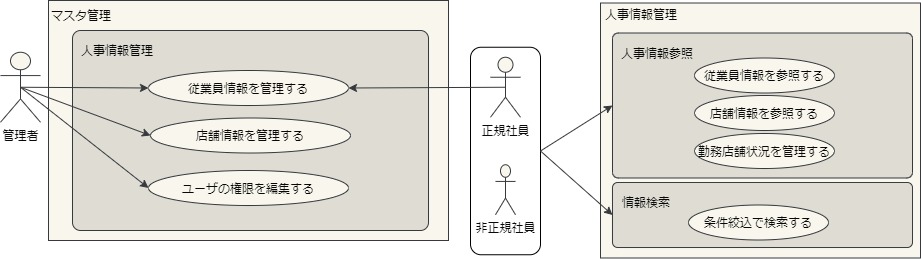 マスタ管理
人事情報管理
従業員情報を管理する
店舗情報を管理する
ユーザの権限を編集する
管理者
正規社員
非正規社員
人事情報管理
人事情報参照
従業員情報を参照する
店舗情報を参照する
勤務店舗状況を管理する
情報検索
条件絞込で検索する